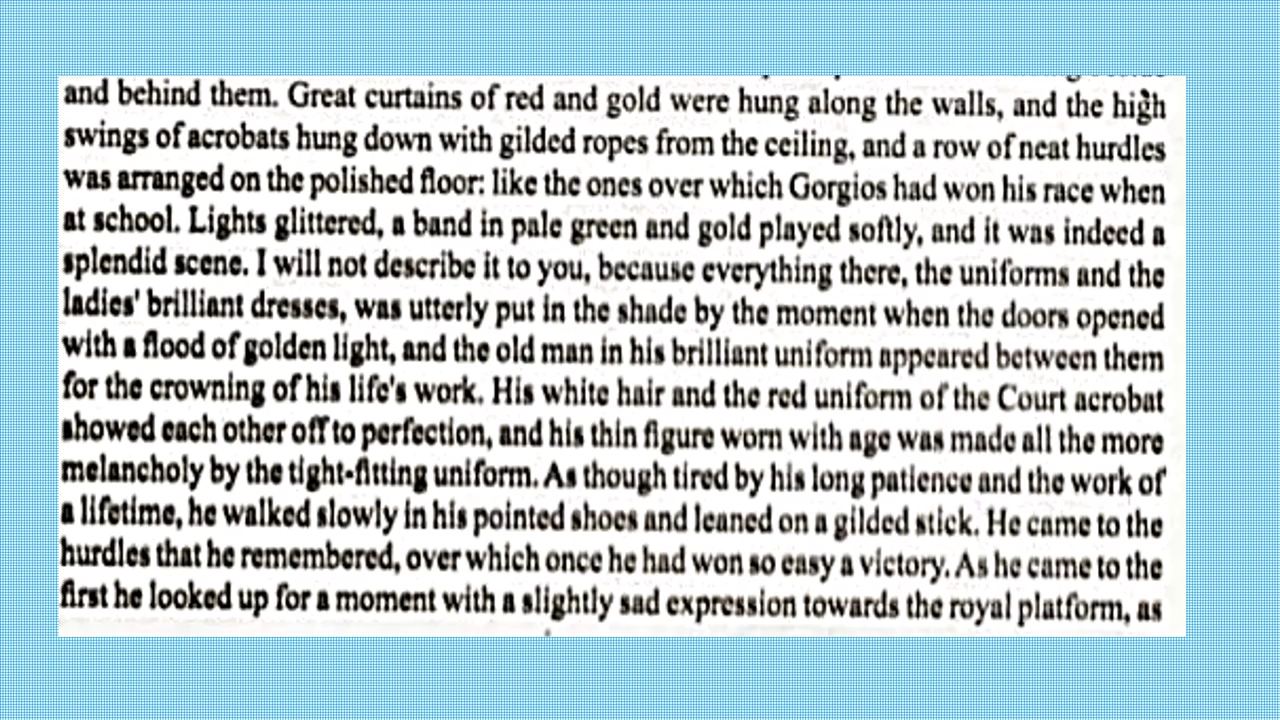 and behind them. Great curtains of red and gold were hung along the walls, and the high
swings of acrobats hung down with gilded ropes from the ceiling, and a row of neat hurdles
was arranged on the polished floor: like the ones over which Gorgios had won his race when
at school. Lights glittered, a band in pale green and gold played softly, and it was indeed a
splendid scene. I will not describe it to you, because everything there, the uniforms and the
ladies' brilliant dresses, was utterly put in the shade by the moment when the doors opened
with a flood of golden light, and the old man in his brilliant uniform appeared between them
for the crowning of his life's work. His white hair and the red uniform of the Court acrobat
showed each other off to perfection, and his thin figure worn with age was made all the more
melancholy by the tight-fitting uniform. As though tired by his long patience and the work of
a lifetime, he walked slowly in his pointed shoes and leaned on a gilded stick. He came to the
hurdles that he remembered, over which once he had won so easy a victory. As he came to the
first he looked up for a moment with a slightly sad expression towards the royal platform, as